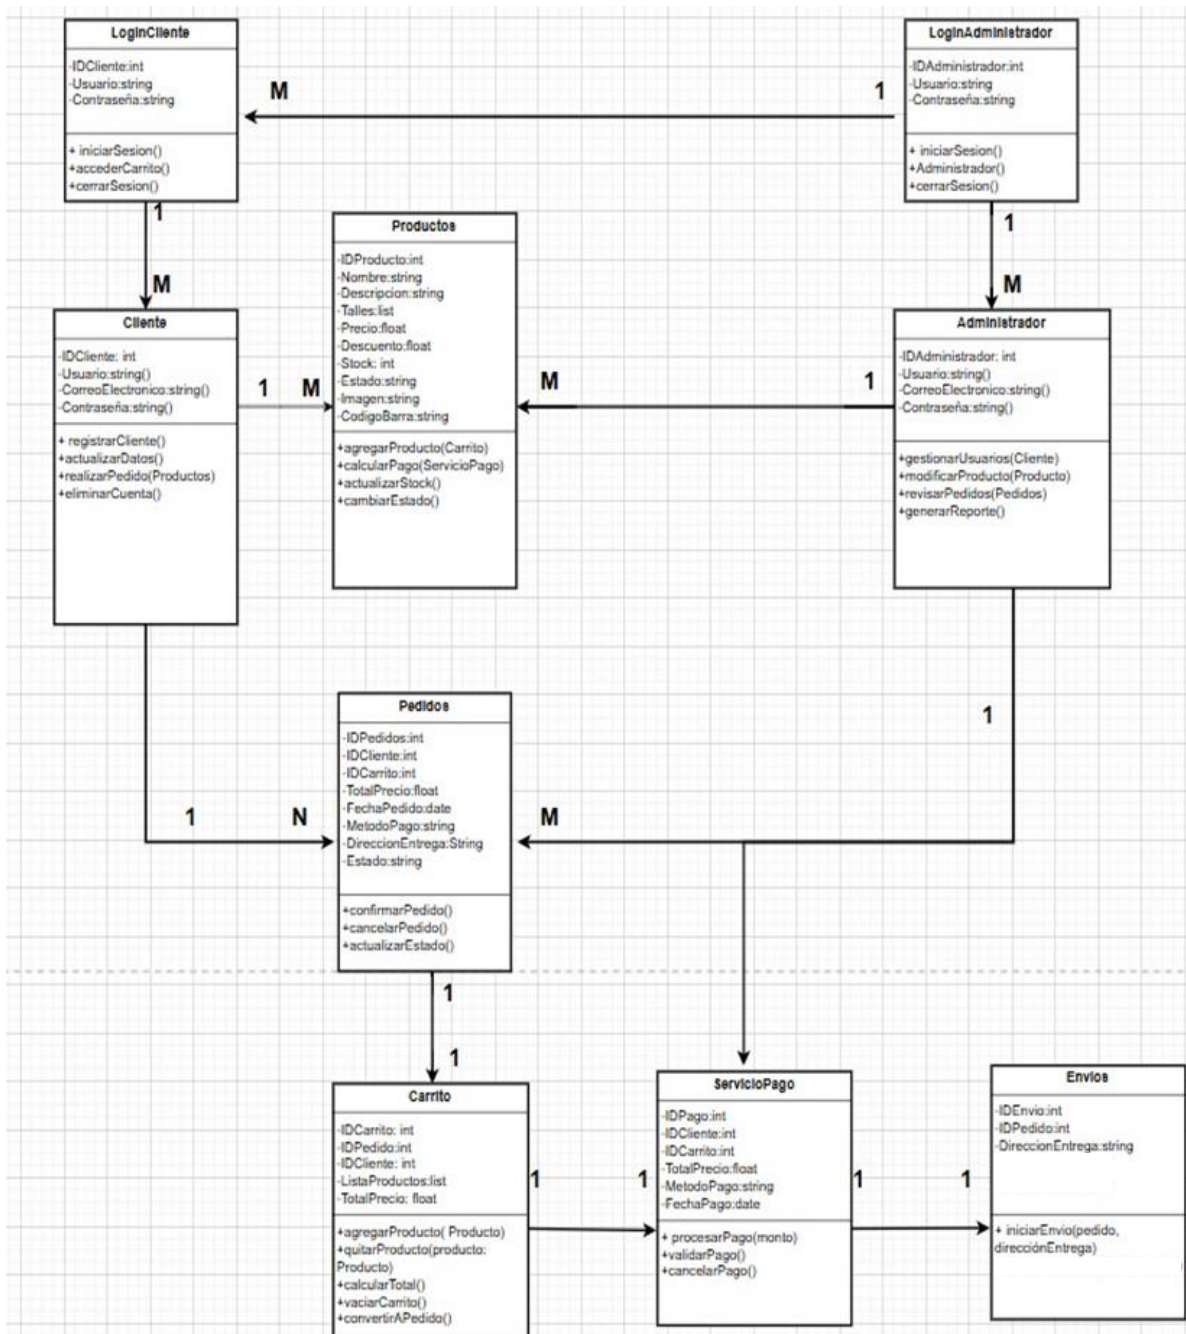 LoginCliente
-IDCliente:int
-Usuario:string
-Contraseña:string
+ iniciarSesion()
+accederCarrito()
+cerrarSesion()
LoginAdministrador
-IDAdministrador:int
-Usuario:string
-Contraseña:string
+ iniciarSesion()
+Administrador()
+cerrarSesion()
M
1
1
M
1
M
Productos
-IDProducto:int
-Nombre:string
-Descripcion:string
-Talles:list
-Precio:float
-Descuento:float
-Stock: int
-Estado:string
-Imagen:string
-CodigoBarra:string
+agregarProducto(Carrito)
+calcularPago(ServicioPago)
+actualizarStock()
+cambiarEstado()
Cliente
-IDCliente: int
-Usuario:string()
-CorreoElectronico:string()
-Contraseña:string()
+ registrarCliente()
+actualizarDatos()
+realizarPedido(Productos)
+eliminarCuenta()
1
M
M
1
Administrador
-IDAdministrador: int
-Usuario:string()
-CorreoElectronico:string()
-Contraseña:string()
+gestionarUsuarios(Cliente)
+modificarProducto(Producto)
+revisarPedidos(Pedidos)
+generarReporte()
1
1
N
M
Pedidos
-IDPedidos:int
-IDCliente:int
-IDCarrito:int
-TotalPrecio:float
-FechaPedido:date
-MetodoPago:string
-DireccionEntrega:String
-Estado:string
+confirmarPedido()
+cancelarPedido()
+actualizarEstado()
1
1
Carrito
-IDCarrito: int
-IDPedido:int
-IDCliente: int
-ListaProductos:list
-TotalPrecio: float
+agregarProducto( Producto)
+quitarProducto(producto:
Producto)
+calcularTotal()
+vaciarCarrito()
+convertirAPedido()
1
1
ServicioPago
-IDPago:int
-IDCliente:int
-IDCarrito:int
-TotalPrecio:float
-MetodoPago:string
-FechaPago:date
+ procesarPago(monto)
+validarPago()
+cancelarPago()
1
1
Envios
-IDEnvio:int
-IDPedido:int
-DireccionEntrega:string
+ iniciarEnvio(pedido,
direcciónEntrega)